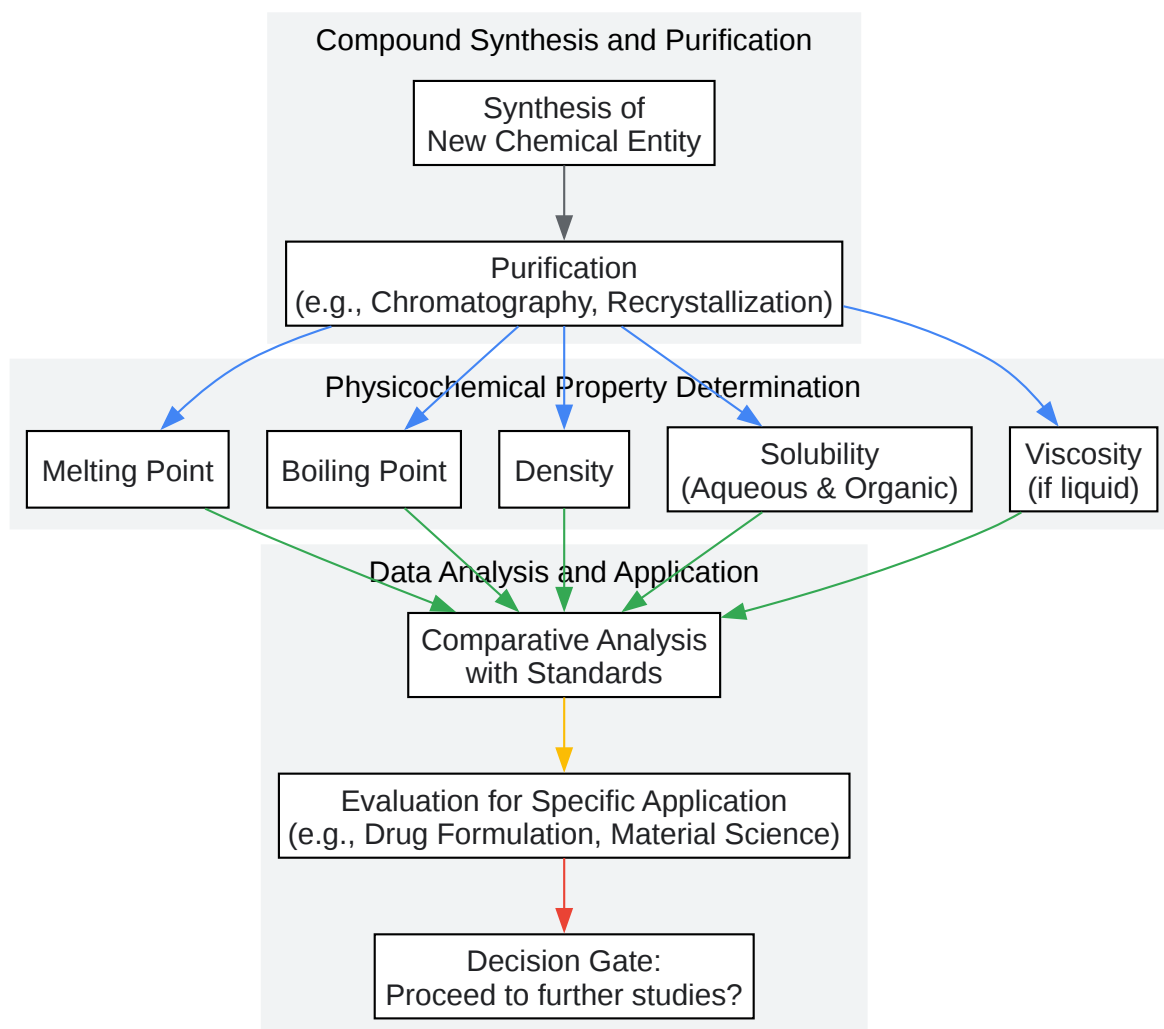 Compound Synthesis and Purification
Synthesis of
New Chemical Entity
Purification
(e.g., Chromatography, Recrystallization)
Physicochemical Property Determination
Melting Point
Boiling Point
Density
Solubility
(Aqueous & Organic)
Viscosity
(if liquid)
Data Analysis and Application
Comparative Analysis
with Standards
Evaluation for Specific Application
(e.g., Drug Formulation, Material Science)
Decision Gate:
Proceed to further studies?